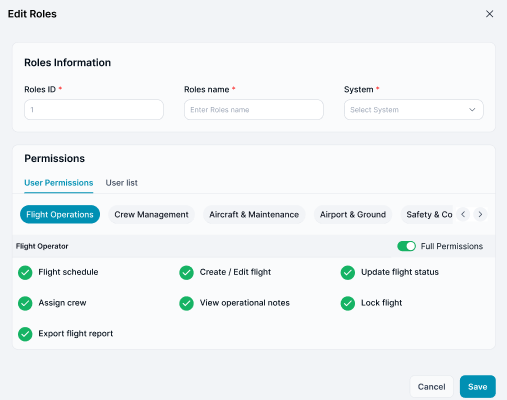 Edit Roles
Roles Information
Roles ID * Roles name * System *
1 Enter Roles name Select System
Permissions
User Permissions User list
Flight Operations Crew Management Aircraft & Maintenance Airport & Ground Safety & Co
Flight Operator Full Permissions
Flight schedule Create / Edit flight Update flight status
Assign crew View operational notes Lock flight
Export flight report
Cancel Save